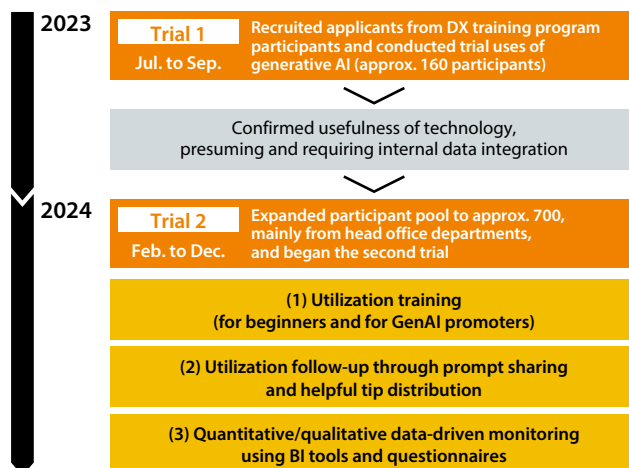 2023
Trial 1
Jul. to Sep.
Recruited applicants from DX training program
participants and conducted trial uses of
generative AI (approx. 160 participants)
Confirmed usefulness of technology,
presuming and requiring internal data integration
2024
Trial 2
Feb. to Dec.
Expanded participant pool to approx. 700,
mainly from head office departments,
and began the second trial
(1) Utilization training
(for beginners and for GenAI promoters)
(2) Utilization follow-up through prompt sharing
and helpful tip distribution
(3) Quantitative/qualitative data-driven monitoring
using BI tools and questionnaires